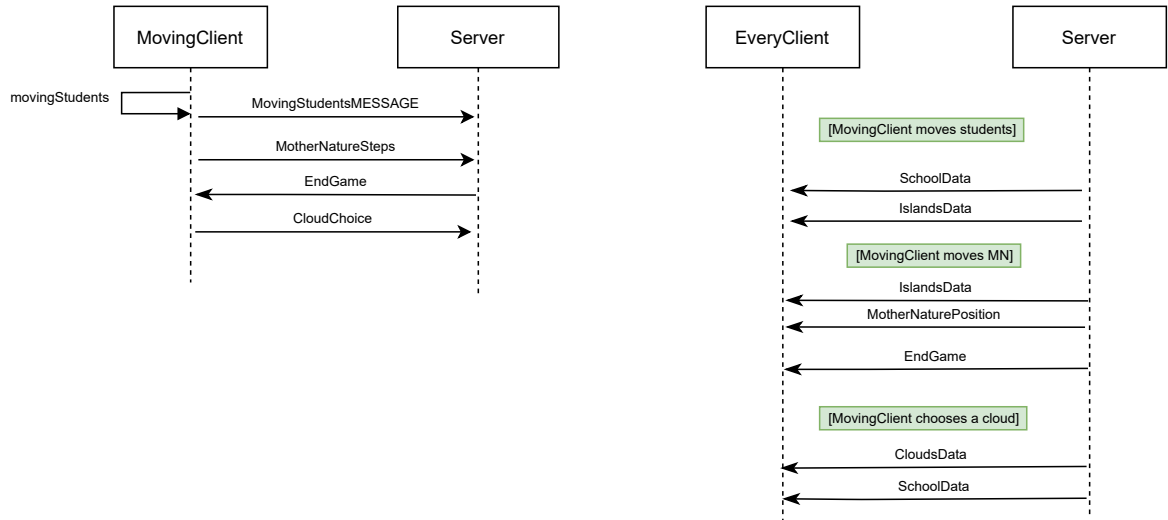 MovingClient
Server
movingStudents
MovingStudentsMESSAGE
MotherNatureSteps
EndGame
CloudChoice
EveryClient
Server
[MovingClient moves students]
SchoolData
IslandsData
[MovingClient moves MN]
IslandsData
MotherNaturePosition
EndGame
[MovingClient chooses a cloud]
CloudsData
SchoolData